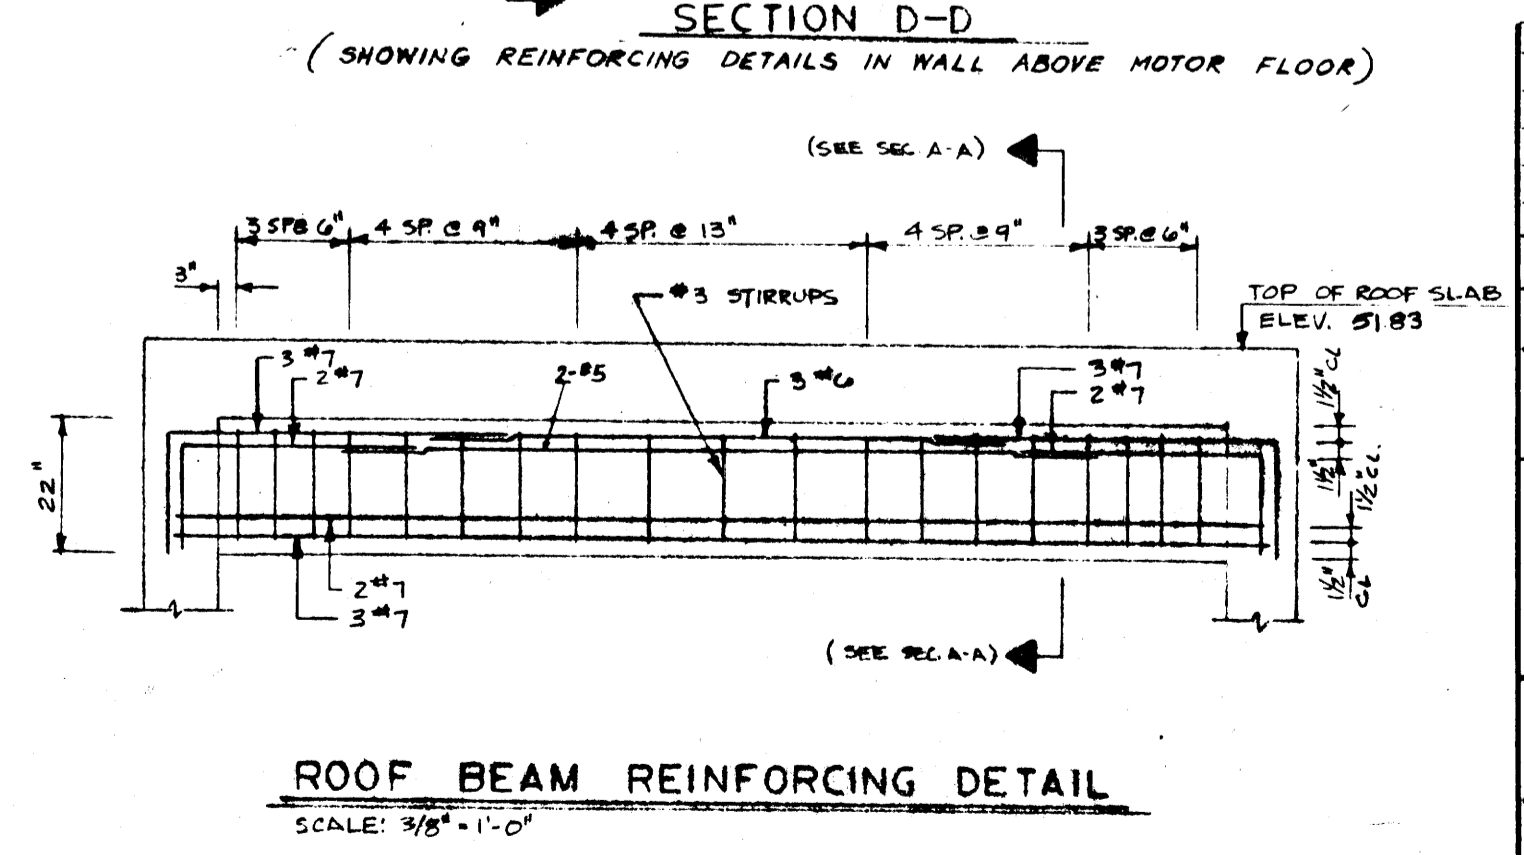 SECTION D-D
(SHOWING REINFORCING DETAILS IN WALL ABOVE MOTOR FLOOR)
(SEE SEC. A-A)
3 SP@ 6" 4 SP. @ 9" 4 SP. @ 13" 4 SP. @ 9" 3 SP. @ 6"
3"
#3 STIRRUPS
TOP OF ROOF SLAB
ELEV. 51.83
3 #7
2 #7
2-#5
3 #6
3 #7
2 #7
1½" CL
1½"
1½" CL.
1½"
CL
22"
2 #7
3 #7
(SEE SEC. A-A)
ROOF BEAM REINFORCING DETAIL
SCALE: 3/8" = 1'-0"